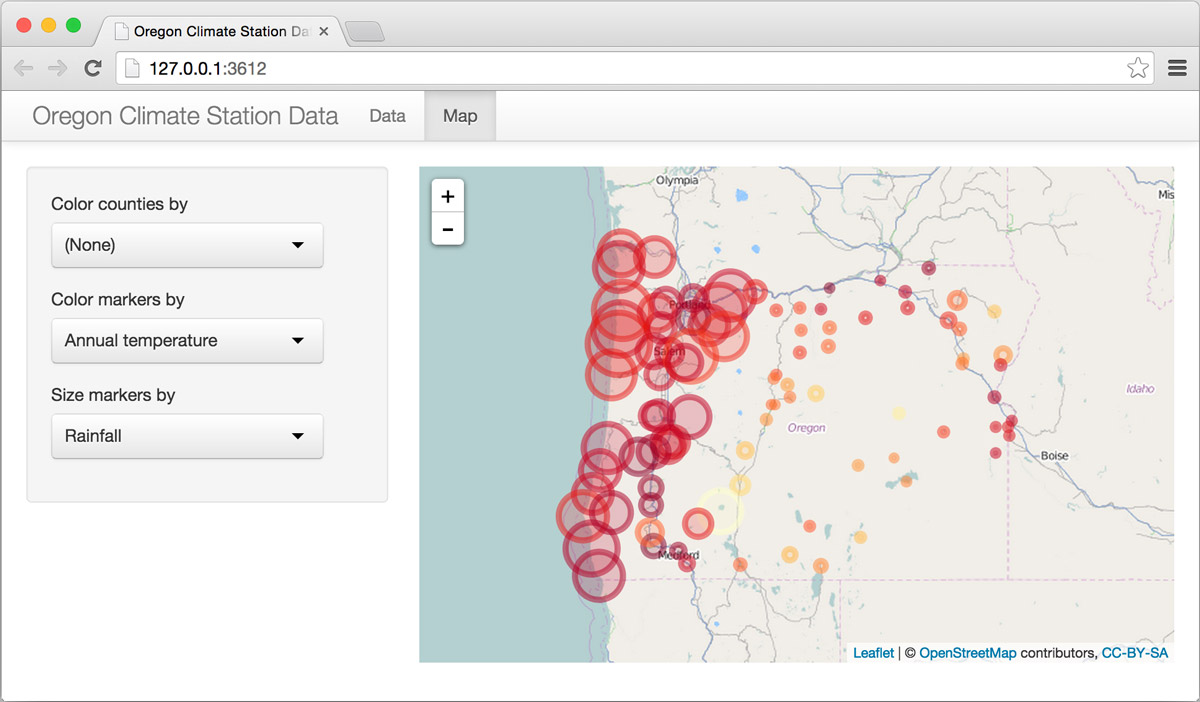 Oregon Climate Station Da
127.0.0.1:3612
Oregon Climate Station Data
Data
Map
Color counties by
(None)
Color markers by
Annual temperature
Size markers by
Rainfall
+
-
Olympia
Mis
Portland
Salem
Idaho
Oregon
Boise
Medford
Leaflet | © OpenStreetMap contributors, CC-BY-SA